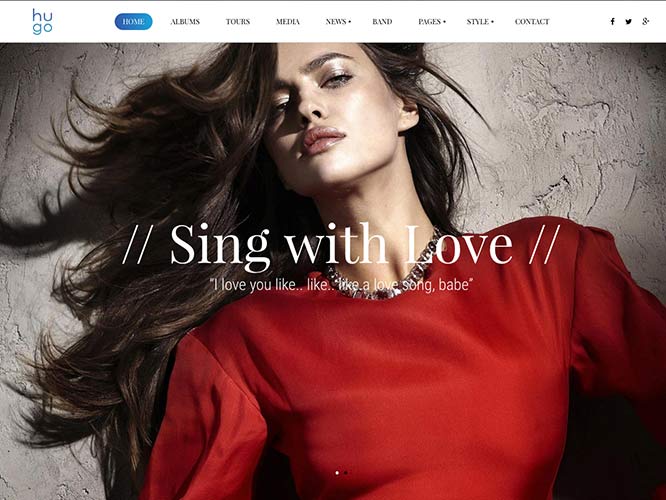 hu
go
HOME ALBUMS TOURS MEDIA NEWS BAND PAGES STYLE CONTACT
// Sing with Love //
"I love you like.. like.. like a love song, babe”